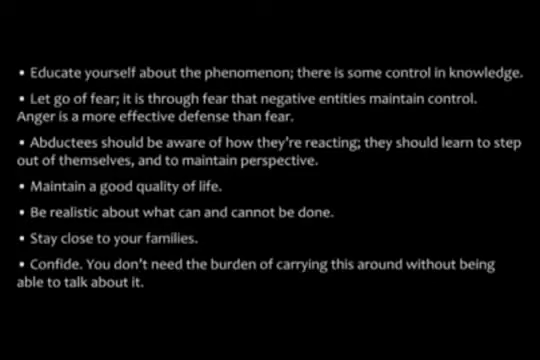 • Educate yourself about the phenomenon; there is some control in knowledge.
• Let go of fear; it is through fear that negative entities maintain control.
Anger is a more effective defense than fear.
• Abductees should be aware of how they're reacting; they should learn to step
out of themselves, and to maintain perspective.
• Maintain a good quality of life.
• Be realistic about what can and cannot be done.
• Stay close to your families.
• Confide. You don't need the burden of carrying this around without being
able to talk about it.